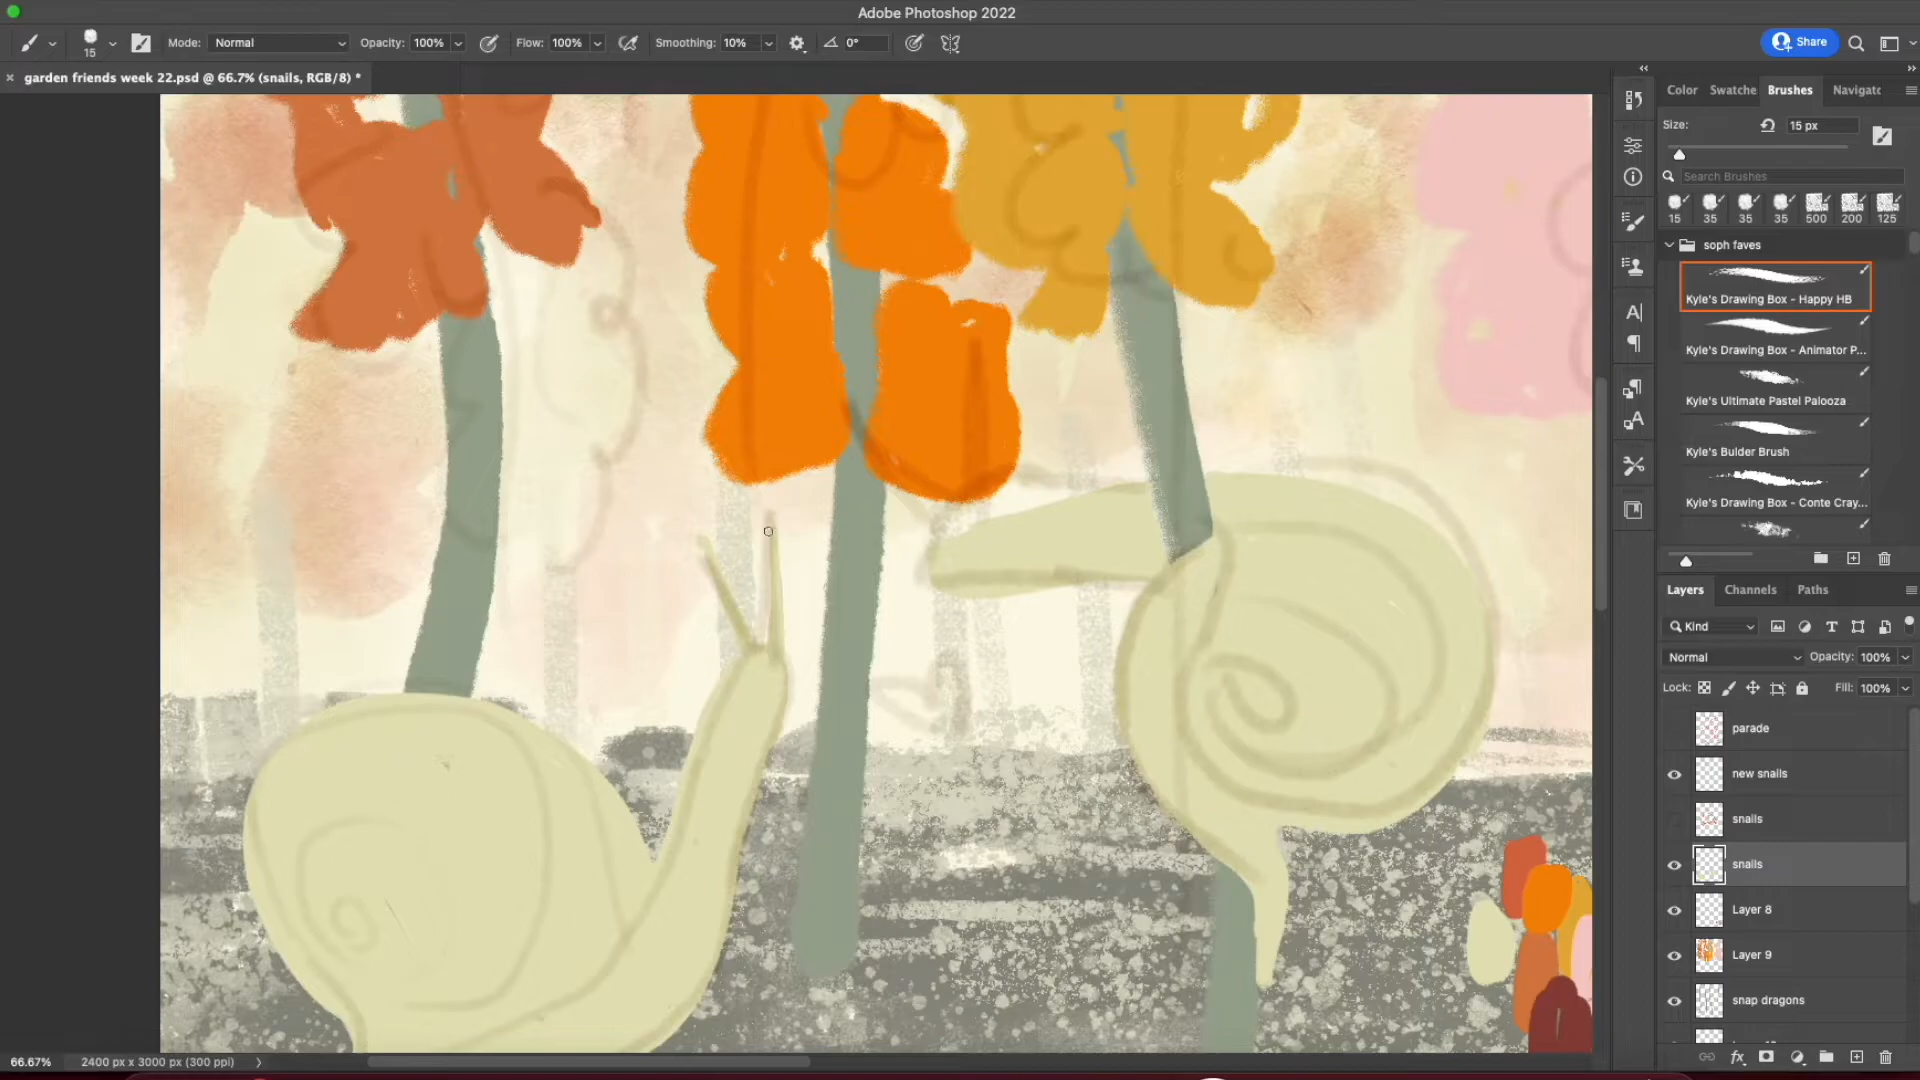 Adobe Photoshop 2022
15
Mode: Normal
Opacity: 100%
Flow: 100%
Smoothing: 10%
0°
Share
garden friends week 22.psd @ 66.7% (snails, RGB/8) *
Color Swatche Brushes Navigatc
Size: 15 px
Search Brushes
15 35 35 35 500 200 125
soph faves
Kyle's Drawing Box - Happy HB
Kyle's Drawing Box - Animator P...
Kyle's Ultimate Pastel Palooza
Kyle's Bulder Brush
Kyle's Drawing Box - Conte Cray...
Layers Channels Paths
Kind
Normal Opacity: 100%
Lock: Fill: 100%
parade
new snails
snails
snails
Layer 8
Layer 9
snap dragons
66.67% 2400 px x 3000 px (300 ppi)